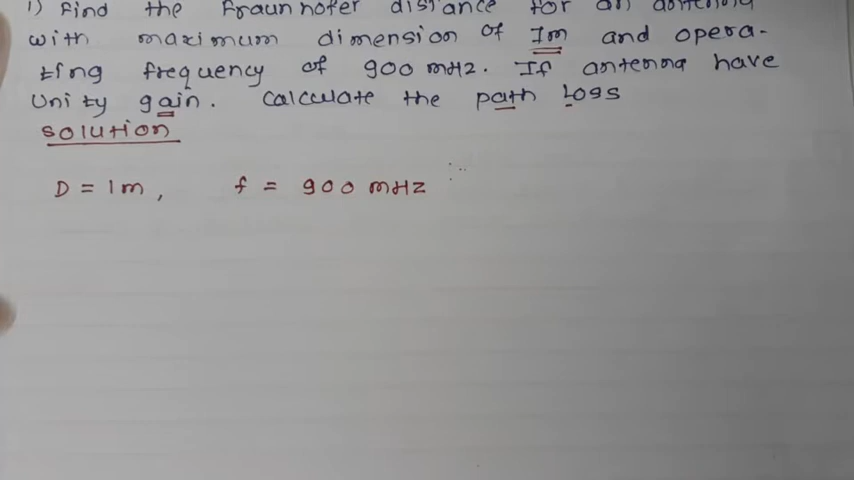 1) Find the Fraunhofer distance for an antenna
with maximum dimension of 1m and opera-
ting frequency of 900 mHz. If antenna have
Unity gain. Calculate the path loss
solution
D = 1m, f = 900 mHz